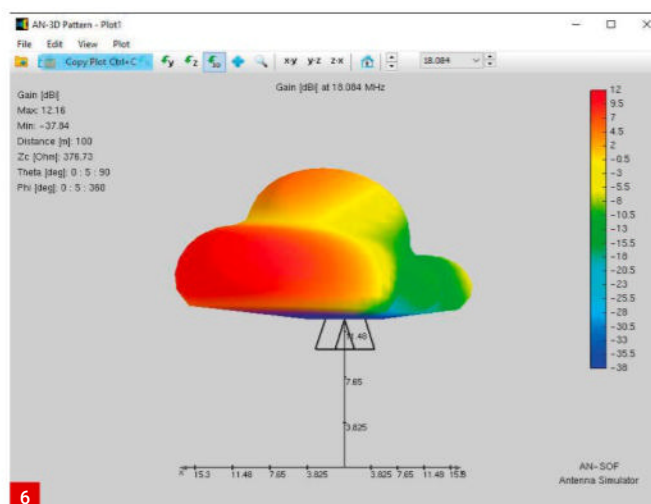 AN-3D Pattern - Plot1
File Edit View Plot
Copy Plot Ctrl+C y z 3D x-y y-z z-x 18.084
Gain [dBi] at 18.084 MHz
Gain [dBi]
Max: 12.16
Min: -37.84
Distance [m]: 100
Zc [Ohm]: 376.73
Theta [deg]: 0 : 5 : 90
Phi [deg]: 0 : 5 : 360
12
9.5
7
4.5
2
-0.5
-3
-5.5
-8
-10.5
-13
-15.5
-18
-20.5
-23
-25.5
-28
-30.5
-33
-35.5
-38
11.48
7.65
3.825
15.3 11.48 7.65 3.825 3.825 7.65 11.48
AN-SOF
Antenna Simulator
6